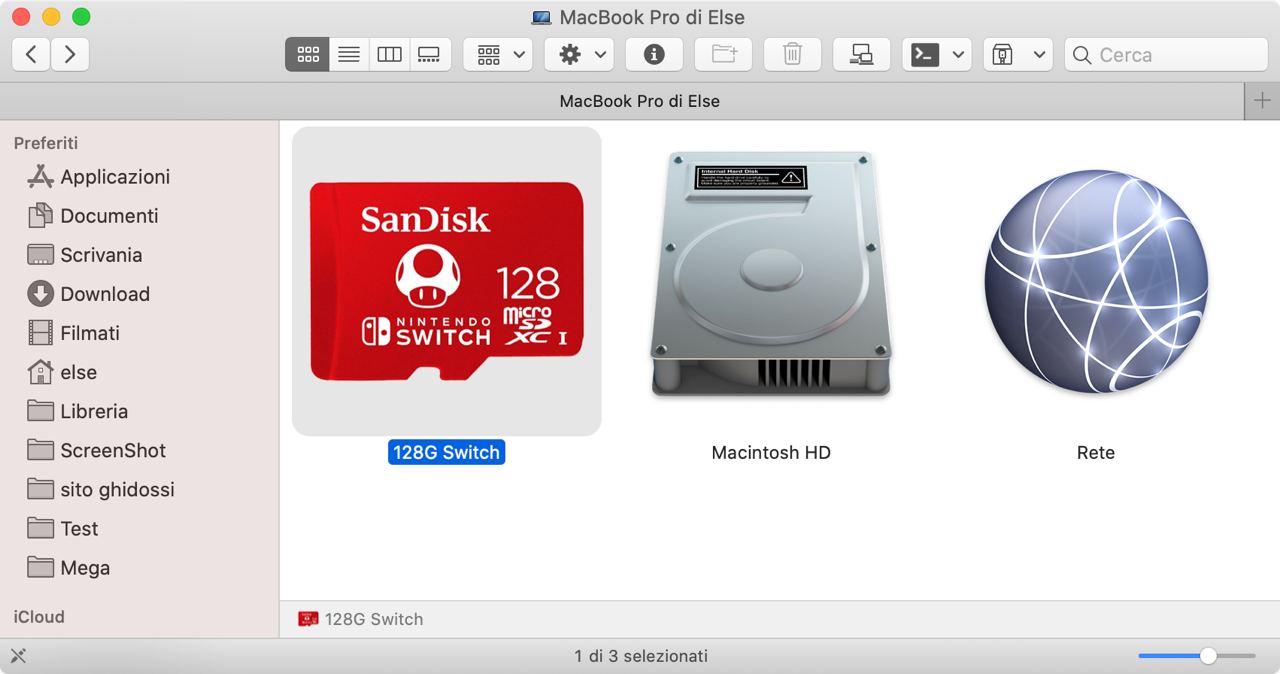 MacBook Pro di Else
Cerca
MacBook Pro di Else
Preferiti
Applicazioni
Documenti
Scrivania
Download
Filmati
else
Libreria
ScreenShot
sito ghidossi
Test
Mega
iCloud
SanDisk
128
NINTENDO
SWITCH
micro
SD
XC I
Internal Hard Disk
128G Switch
Macintosh HD
Rete
128G Switch
1 di 3 selezionati